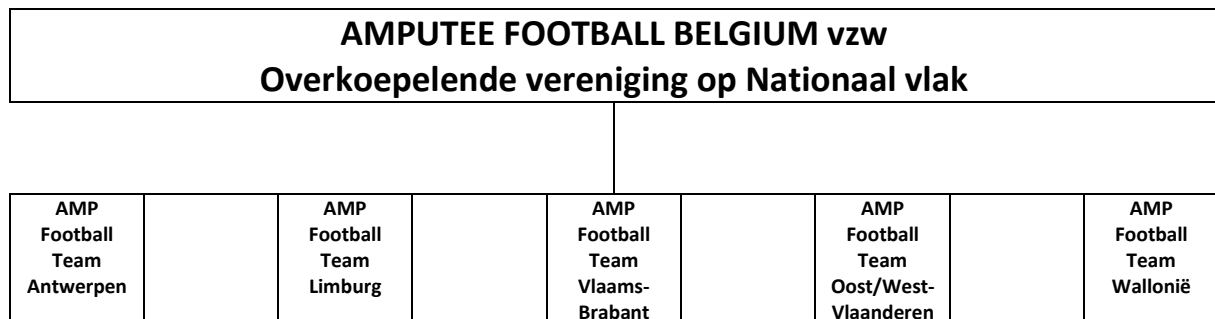 AMPUTEE FOOTBALL BELGIUM vzw
Overkoepelende vereniging op Nationaal vlak
AMP
Football
Team
Antwerpen
AMP
Football
Team
Limburg
AMP
Football
Team
Vlaams-
Brabant
AMP
Football
Team
Oost/West-
Vlaanderen
AMP
Football
Team
Wallonië